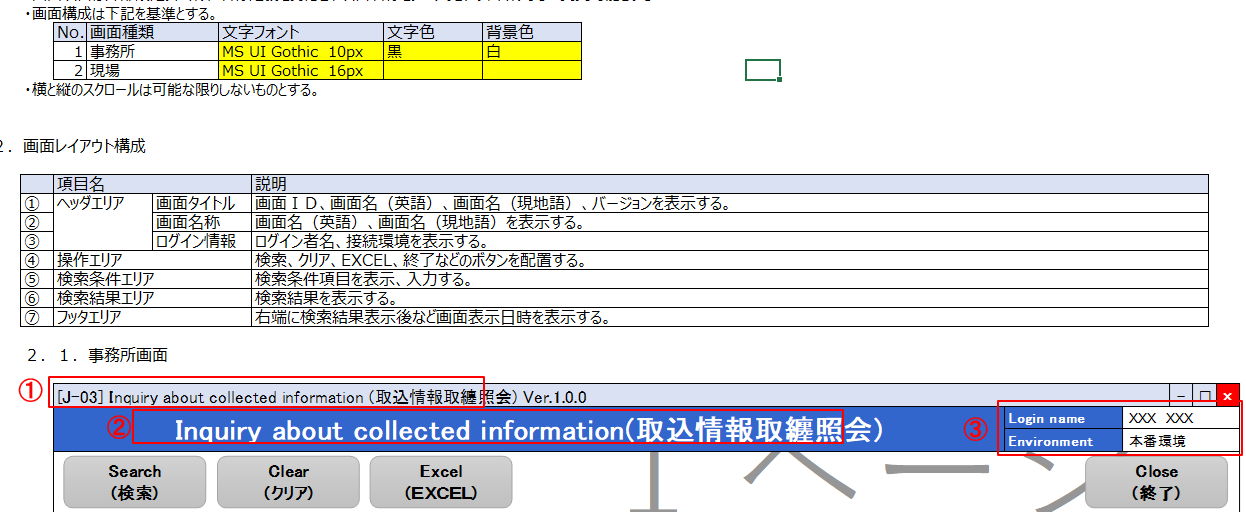 ・画面構成は下記を基準とする。
No. 画面種類 文字フォント 文字色 背景色
1 事務所 MS UI Gothic 10px 黒 白
2 現場 MS UI Gothic 16px
・横と縦のスクロールは可能な限りしないものとする。
２．画面レイアウト構成
項目名 説明
① ヘッダエリア 画面タイトル 画面ＩＤ、画面名（英語）、画面名（現地語）、バージョンを表示する。
② 画面名称 画面名（英語）、画面名（現地語）を表示する。
③ ログイン情報 ログイン者名、接続環境を表示する。
④ 操作エリア 検索、クリア、EXCEL、終了などのボタンを配置する。
⑤ 検索条件エリア 検索条件項目を表示、入力する。
⑥ 検索結果エリア 検索結果を表示する。
⑦ フッタエリア 右端に検索結果表示後など画面表示日時を表示する。
２．１．事務所画面
① [J-03] Inquiry about collected information (取込情報取纏照会) Ver.1.0.0
② Inquiry about collected information(取込情報取纏照会)
③ Login name XXX XXX
Environment 本番環境
Search Clear Excel Close
(検索) (クリア) (EXCEL) (終了)
1 ページ